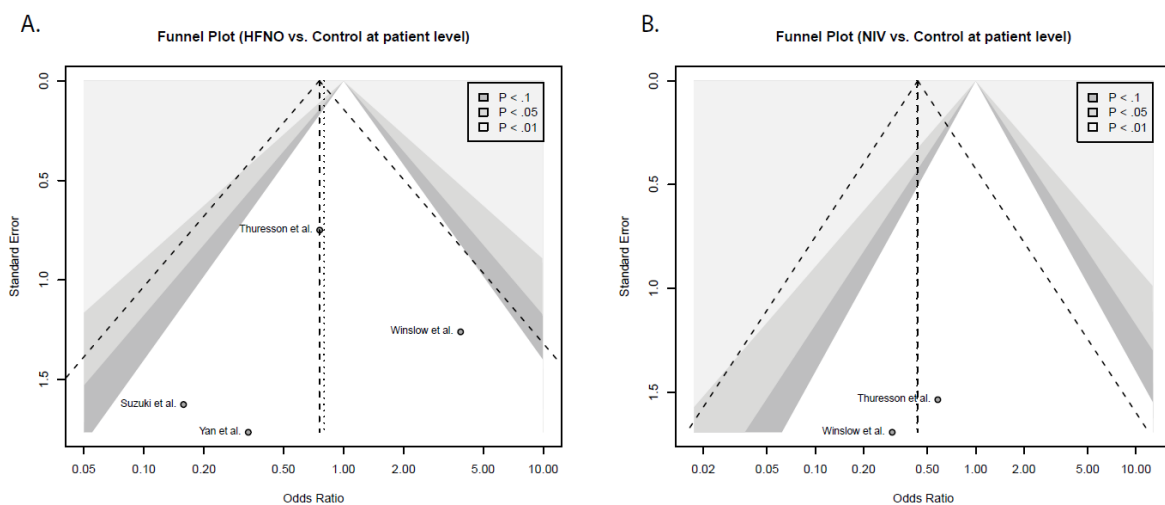 A.
Funnel Plot (HFNO vs. Control at patient level)
P < .1
P < .05
P < .01
0.0
0.5
1.0
1.5
Standard Error
Thuresson et al.
Winslow et al.
Suzuki et al.
Yan et al.
0.05 0.10 0.20 0.50 1.00 2.00 5.00 10.00
Odds Ratio
B.
Funnel Plot (NIV vs. Control at patient level)
P < .1
P < .05
P < .01
0.0
0.5
1.0
1.5
Standard Error
Thuresson et al.
Winslow et al.
0.02 0.05 0.10 0.20 0.50 1.00 2.00 5.00 10.00
Odds Ratio